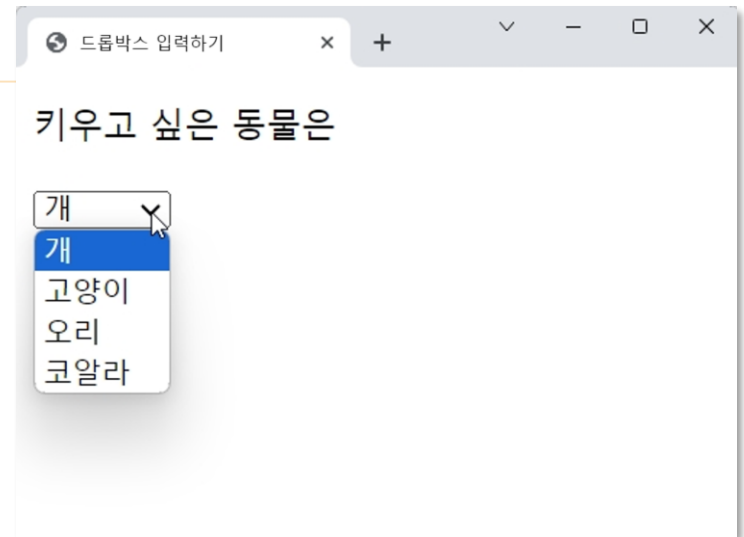 드롭박스 입력하기
키우고 싶은 동물은
개
개
고양이
오리
코알라